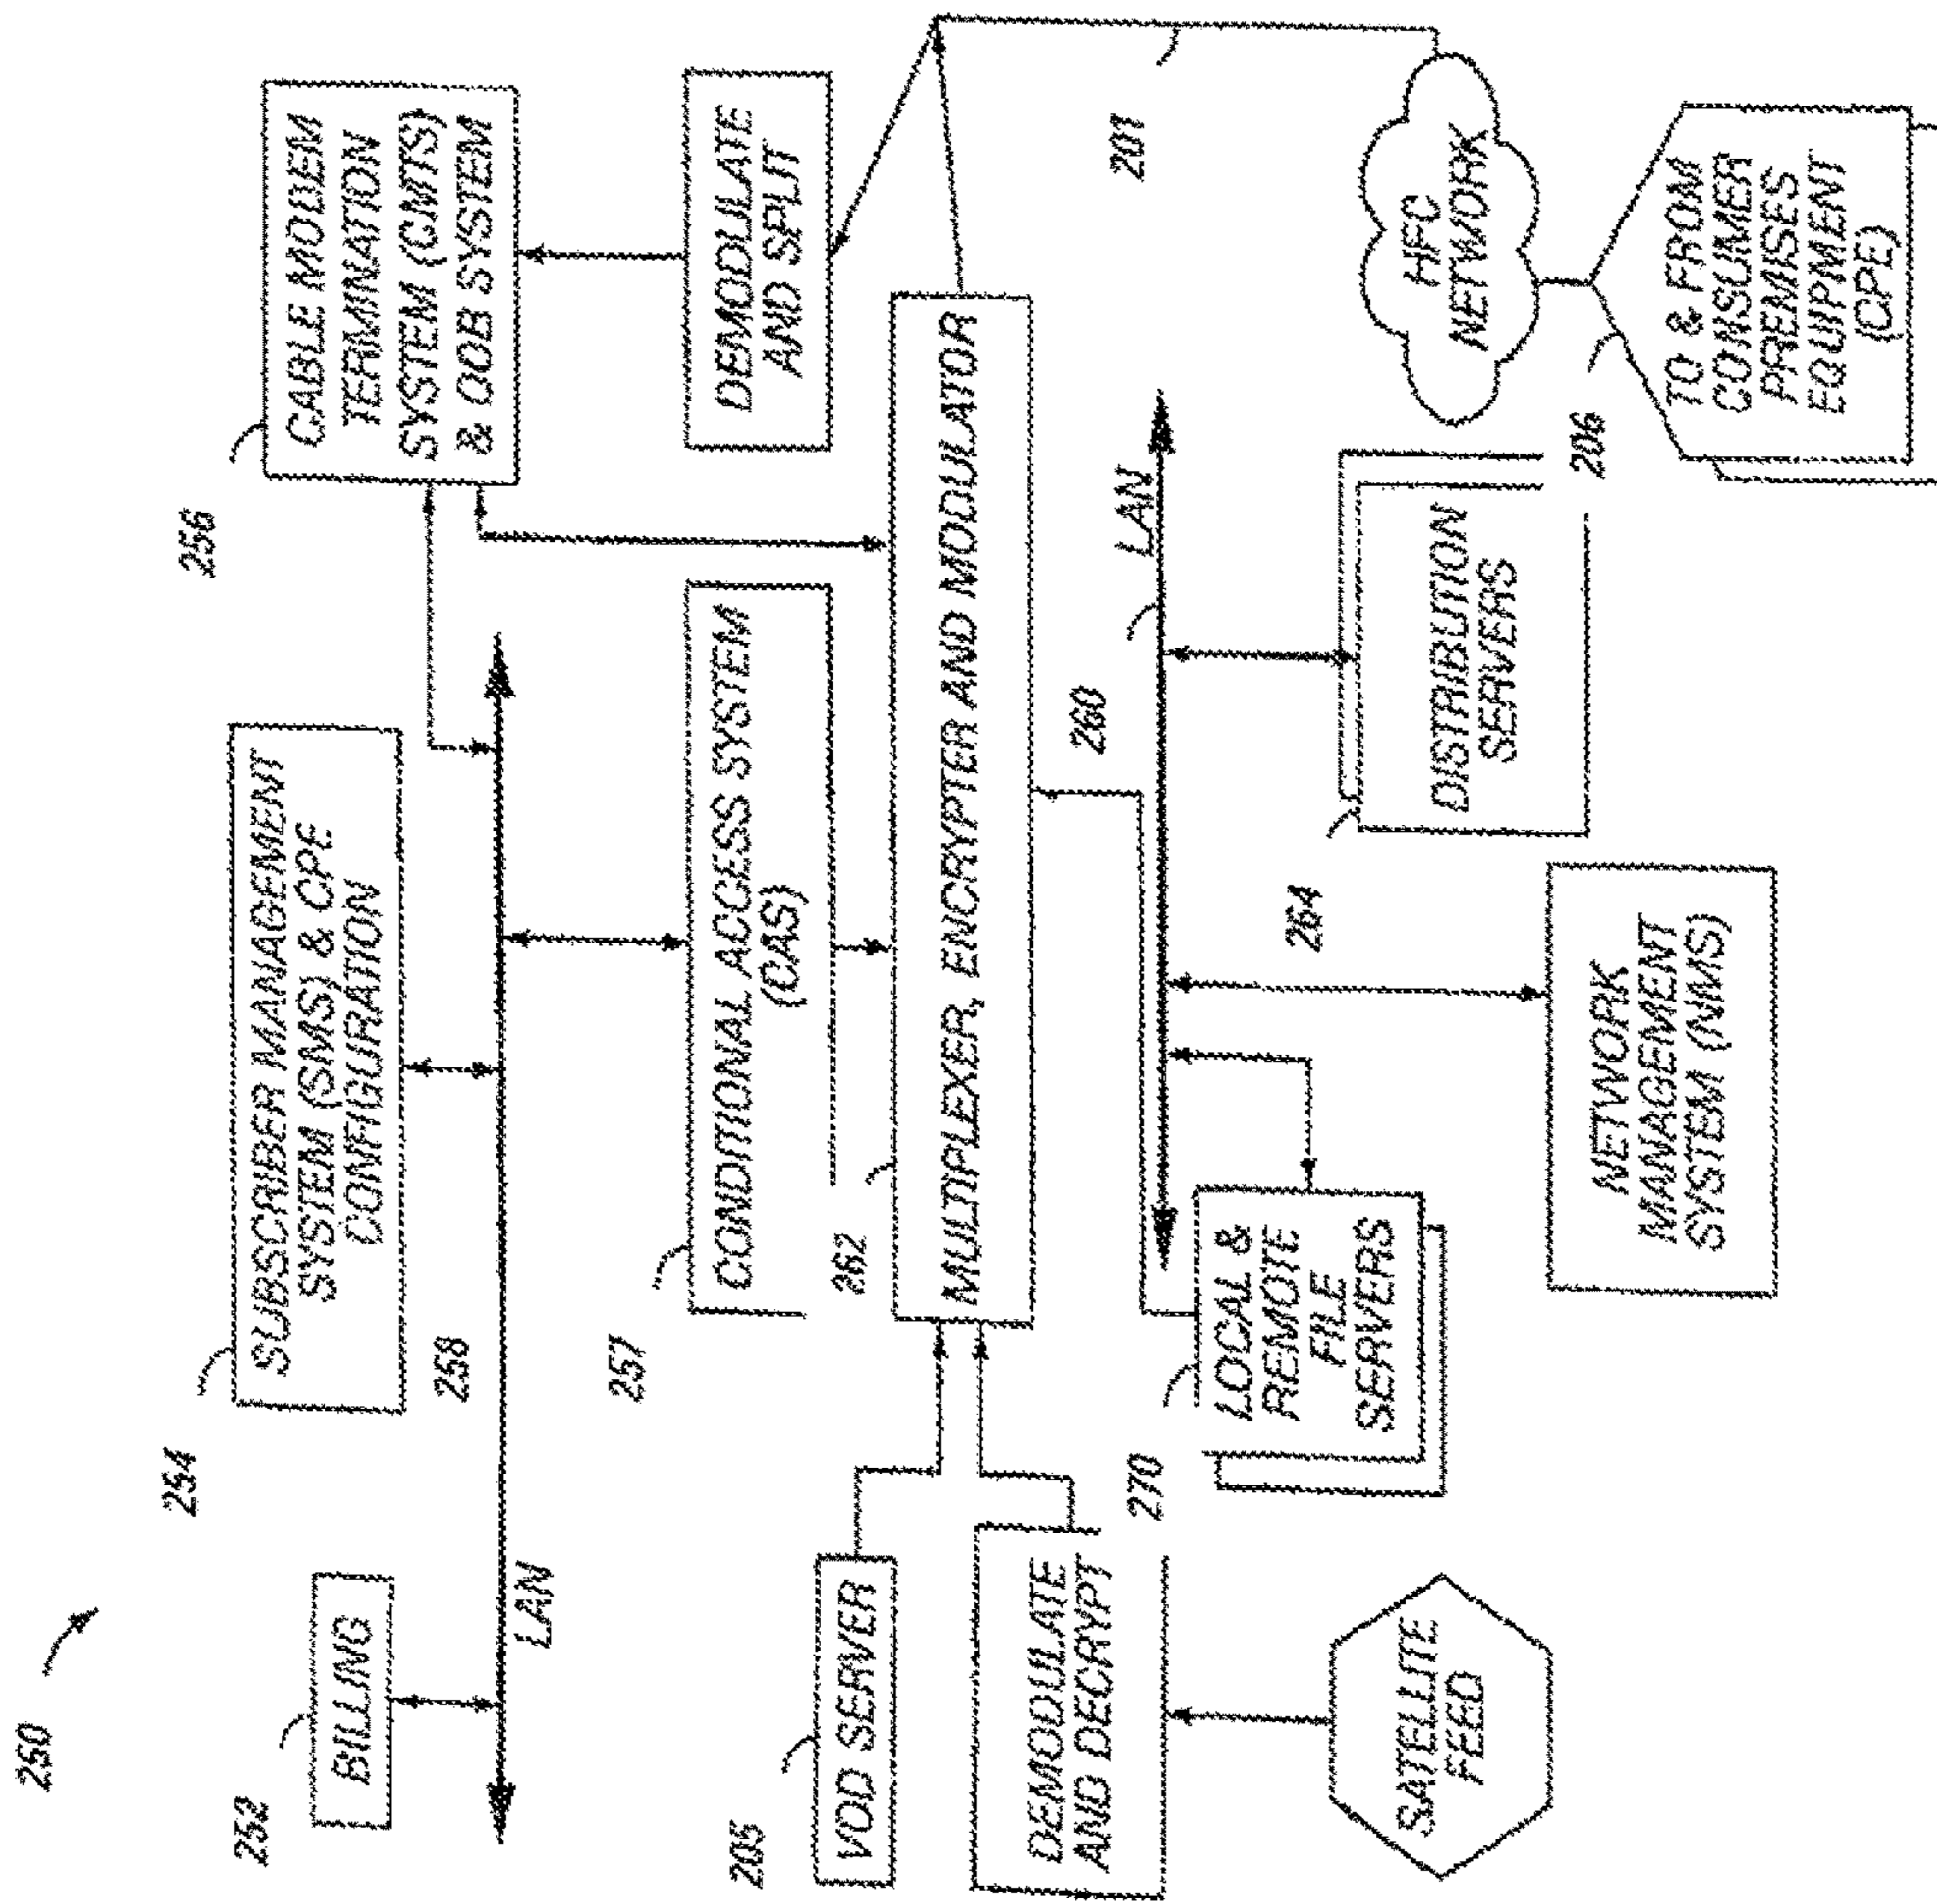 250
252
BILLING
254
SUBSCRIBER MANAGEMENT
SYSTEM (SMS) & CPE
CONFIGURATION
256
CABLE MODEM
TERMINATION
SYSTEM (CMTS)
& OOB SYSTEM
258
LAN
257
CONDITIONAL ACCESS SYSTEM
(CAS)
DEMODULATE
AND SPLIT
205
VOD SERVER
262
MULTIPLEXER, ENCRYPTER AND MODULATOR
DEMODULATE
AND DECRYPT
260
LAN
201
270
LOCAL &
REMOTE
FILE
SERVERS
264
DISTRIBUTION
SERVERS
HFC
NETWORK
SATELLITE
FEED
NETWORK
MANAGEMENT
SYSTEM (NMS)
206
TO & FROM
CONSUMER
PREMISES
EQUIPMENT
(CPE)